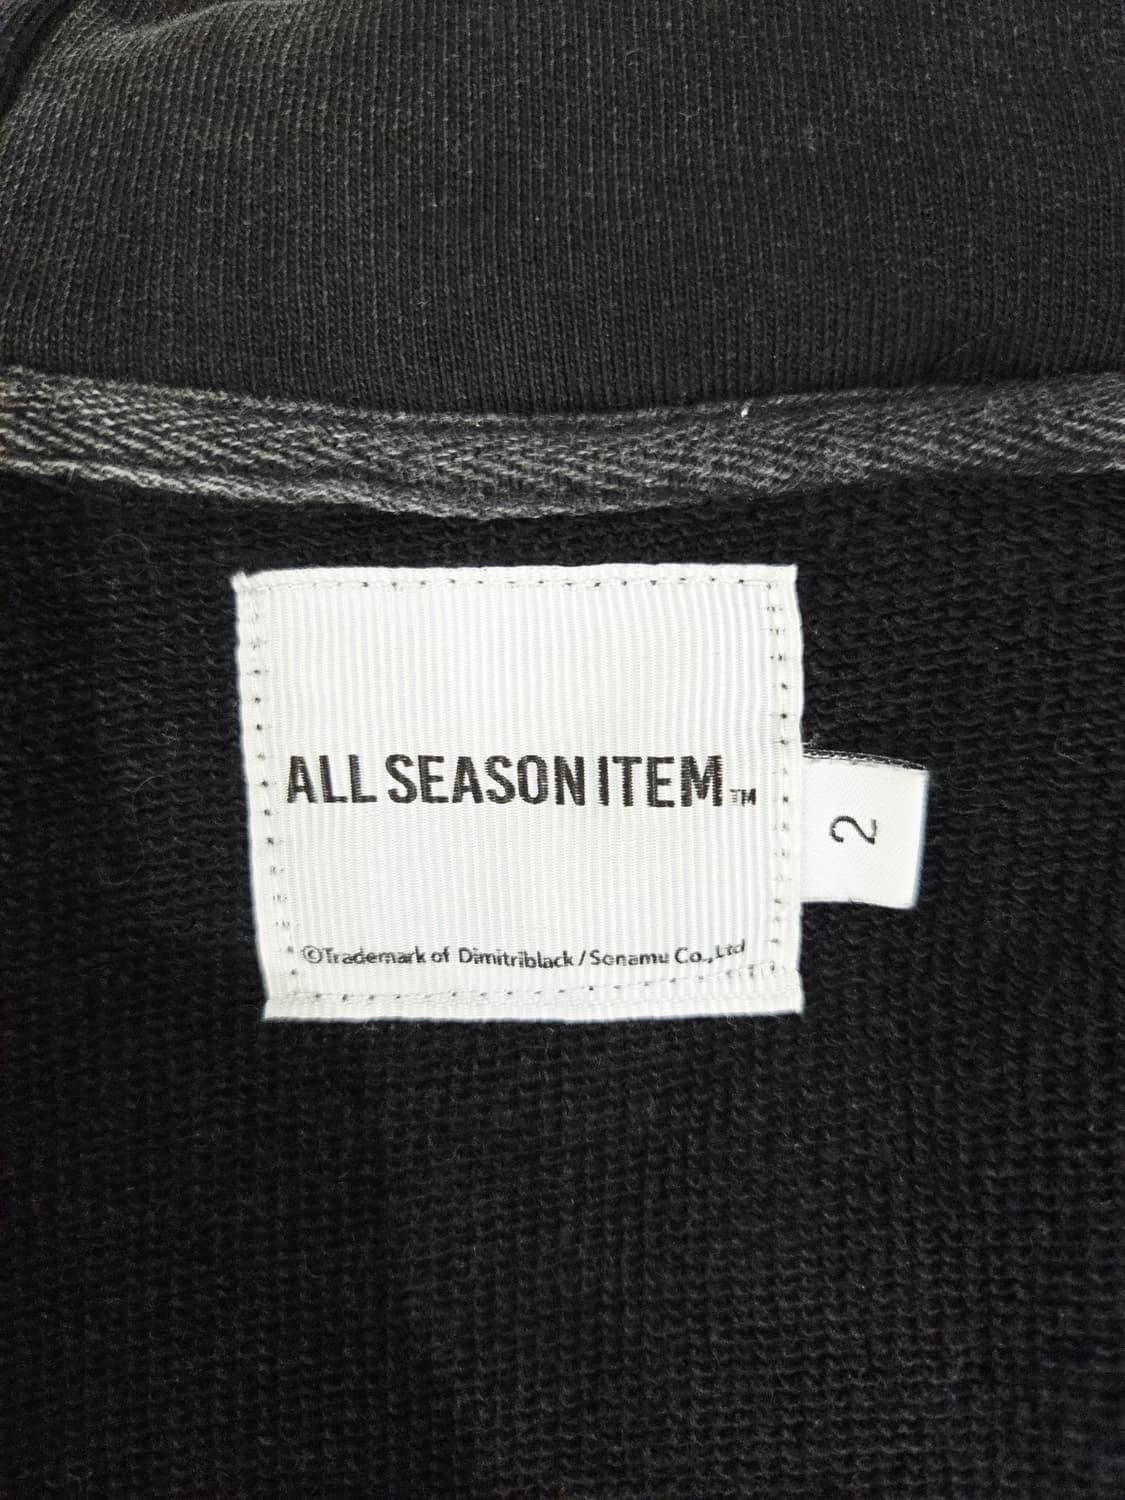 ALL SEASON ITEM™
2
©Trademark of Dimitriblack/Sonamu Co.,Ltd